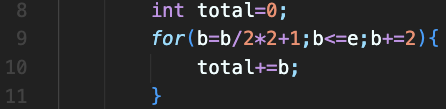 8 int total=0;
9 for(b=b/2*2+1;b<=e;b+=2){
10 total+=b;
11 }